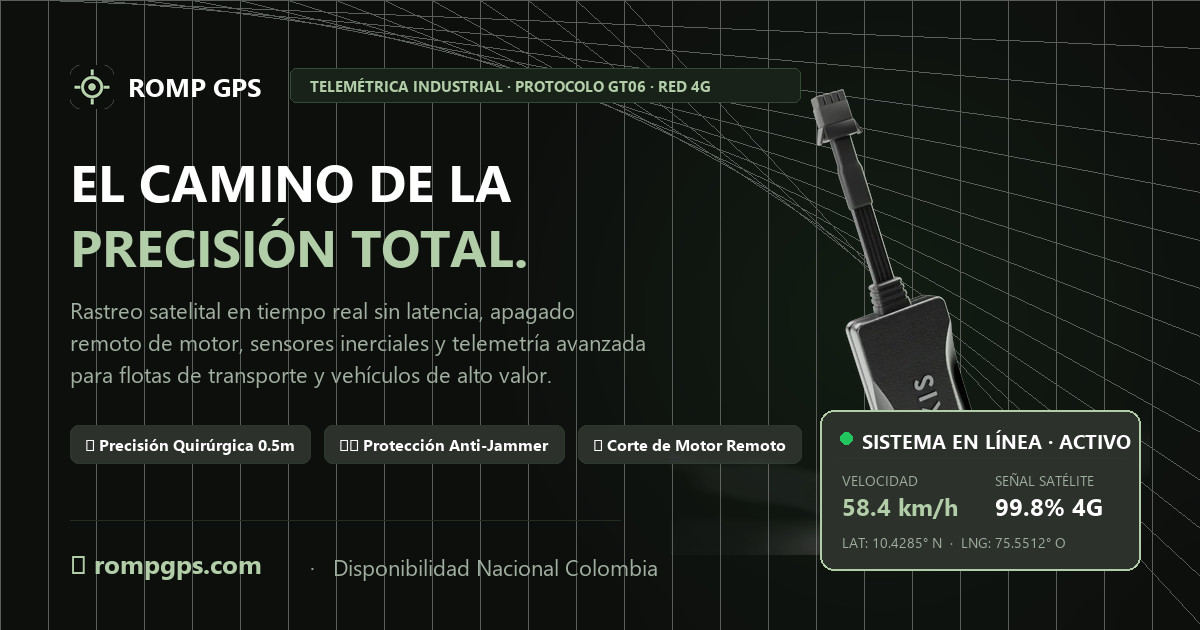 ROMP GPS
TELEMÉTRICA INDUSTRIAL · PROTOCOLO GT06 · RED 4G
EL CAMINO DE LA
PRECISIÓN TOTAL.
Rastreo satelital en tiempo real sin latencia, apagado
remoto de motor, sensores inerciales y telemetría avanzada
para flotas de transporte y vehículos de alto valor.
Precisión Quirúrgica 0.5m
Protección Anti-Jammer
Corte de Motor Remoto
SISTEMA EN LÍNEA · ACTIVO
VELOCIDAD
SEÑAL SATÉLITE
58.4 km/h
99.8% 4G
LAT: 10.4285° N · LNG: 75.5512° O
rompgps.com · Disponibilidad Nacional Colombia